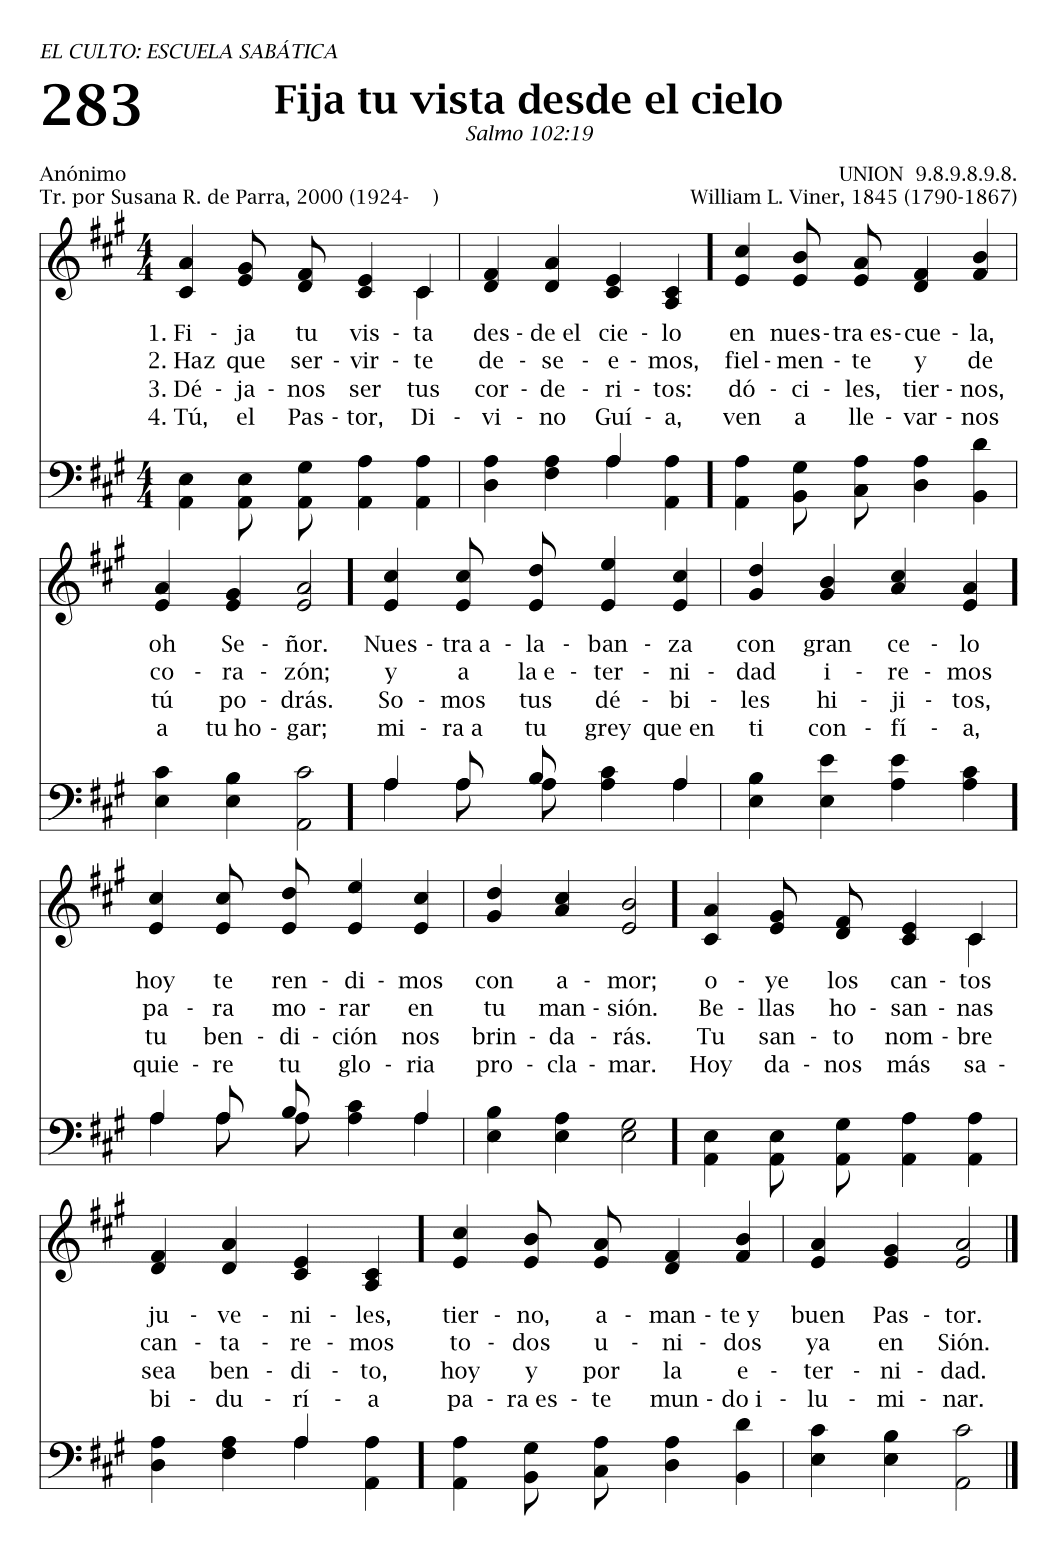 EL CULTO: ESCUELA SABÁTICA
283 Fija tu vista desde el cielo
Salmo 102:19
Anónimo UNION 9.8.9.8.9.8.
Tr. por Susana R. de Parra, 2000 (1924- ) William L. Viner, 1845 (1790-1867)
1. Fi - ja tu vis - ta des - de el cie - lo en nues - tra es - cue - la,
2. Haz que ser - vir - te de - se - e - mos, fiel - men - te y de
3. Dé - ja - nos ser tus cor - de - ri - tos: dó - ci - les, tier - nos,
4. Tú, el Pas - tor, Di - vi - no Guí - a, ven a lle - var - nos
oh Se - ñor. Nues - tra a - la - ban - za con gran ce - lo
co - ra - zón; y a la e - ter - ni - dad i - re - mos
tú po - drás. So - mos tus dé - bi - les hi - ji - tos,
a tu ho - gar; mi - ra a tu grey que en ti con - fí - a,
hoy te ren - di - mos con a - mor; o - ye los can - tos
pa - ra mo - rar en tu man - sión. Be - llas ho - san - nas
tu ben - di - ción nos brin - da - rás. Tu san - to nom - bre
quie - re tu glo - ria pro - cla - mar. Hoy da - nos más sa -
ju - ve - ni - les, tier - no, a - man - te y buen Pas - tor.
can - ta - re - mos to - dos u - ni - dos ya en Sión.
sea ben - di - to, hoy y por la e - ter - ni - dad.
bi - du - rí - a pa - ra es - te mun - do i - lu - mi - nar.